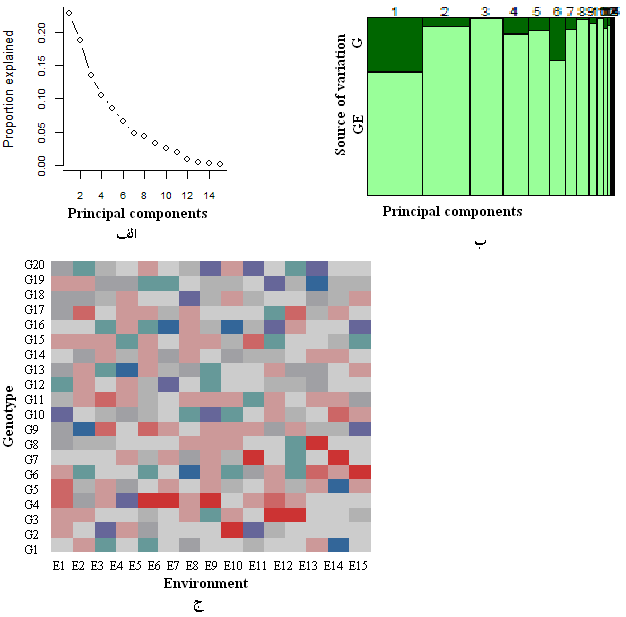 Proportion explained
0.20
0.15
0.10
0.05
0.00
2 4 6 8 10 12 14
Principal components
الف
1 2 3 4 5 6 7 8
Source of variation
G
GE
Principal components
ب
Genotype
G20
G19
G18
G17
G16
G15
G14
G13
G12
G11
G10
G9
G8
G7
G6
G5
G4
G3
G2
G1
E1 E2 E3 E4 E5 E6 E7 E8 E9 E10 E11 E12 E13 E14 E15
Environment
ج